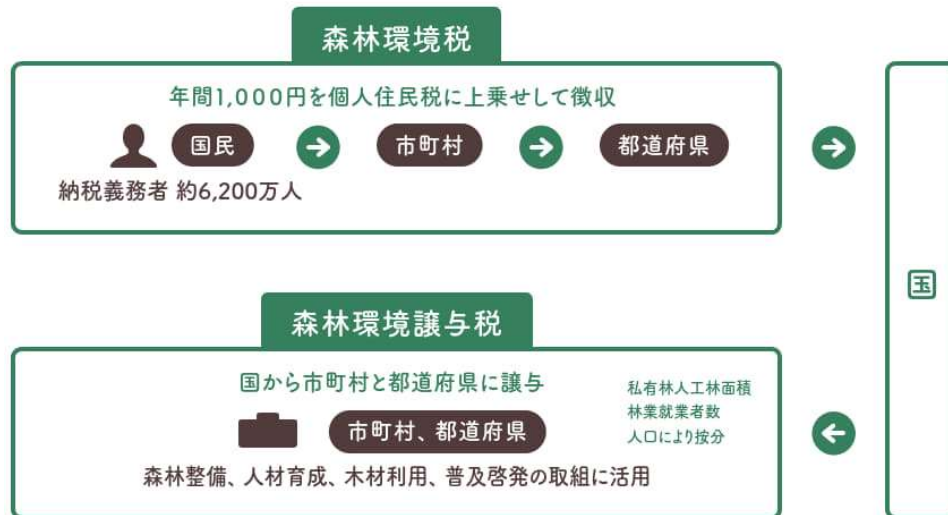 森林環境税
年間1,000円を個人住民税に上乗せして徴収
国民
市町村
都道府県
納税義務者 約6,200万人
国
森林環境譲与税
国から市町村と都道府県に譲与
私有林人工林面積
林業就業者数
人口により按分
市町村、都道府県
森林整備、人材育成、木材利用、普及啓発の取組に活用